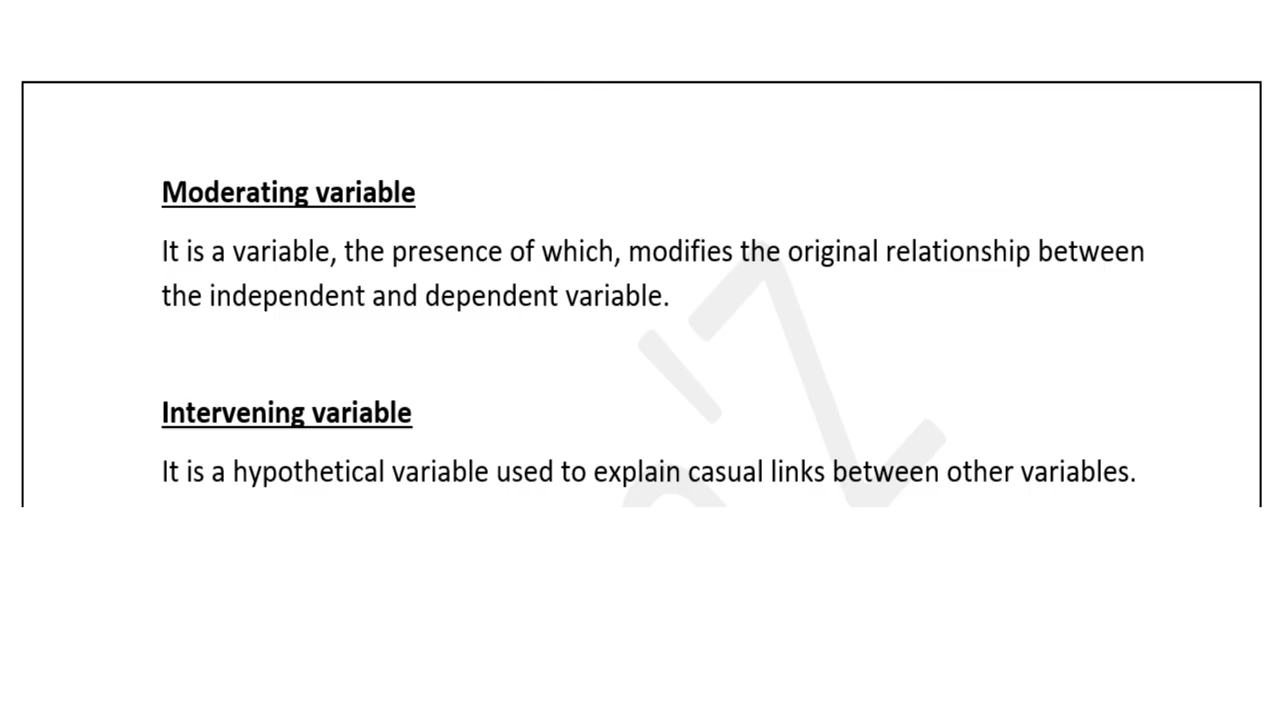 Moderating variable
It is a variable, the presence of which, modifies the original relationship between
the independent and dependent variable.
Intervening variable
It is a hypothetical variable used to explain casual links between other variables.